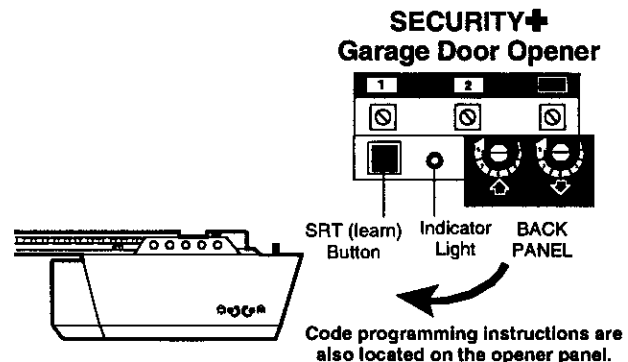 SECURITY✚
Garage Door Opener
1 2
SRT (learn) Indicator BACK
Button Light PANEL
Code programming instructions are
also located on the opener panel.